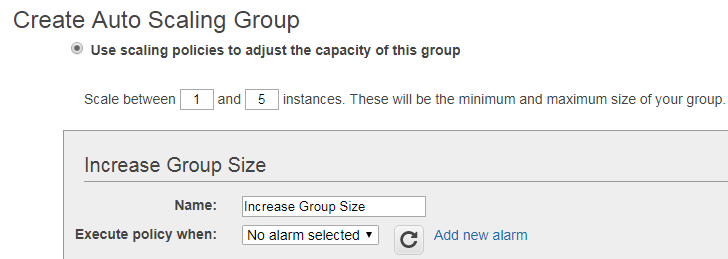 Create Auto Scaling Group
Use scaling policies to adjust the capacity of this group
Scale between 1 and 5 instances. These will be the minimum and maximum size of your group.
Increase Group Size
Name: Increase Group Size
Execute policy when: No alarm selected Add new alarm